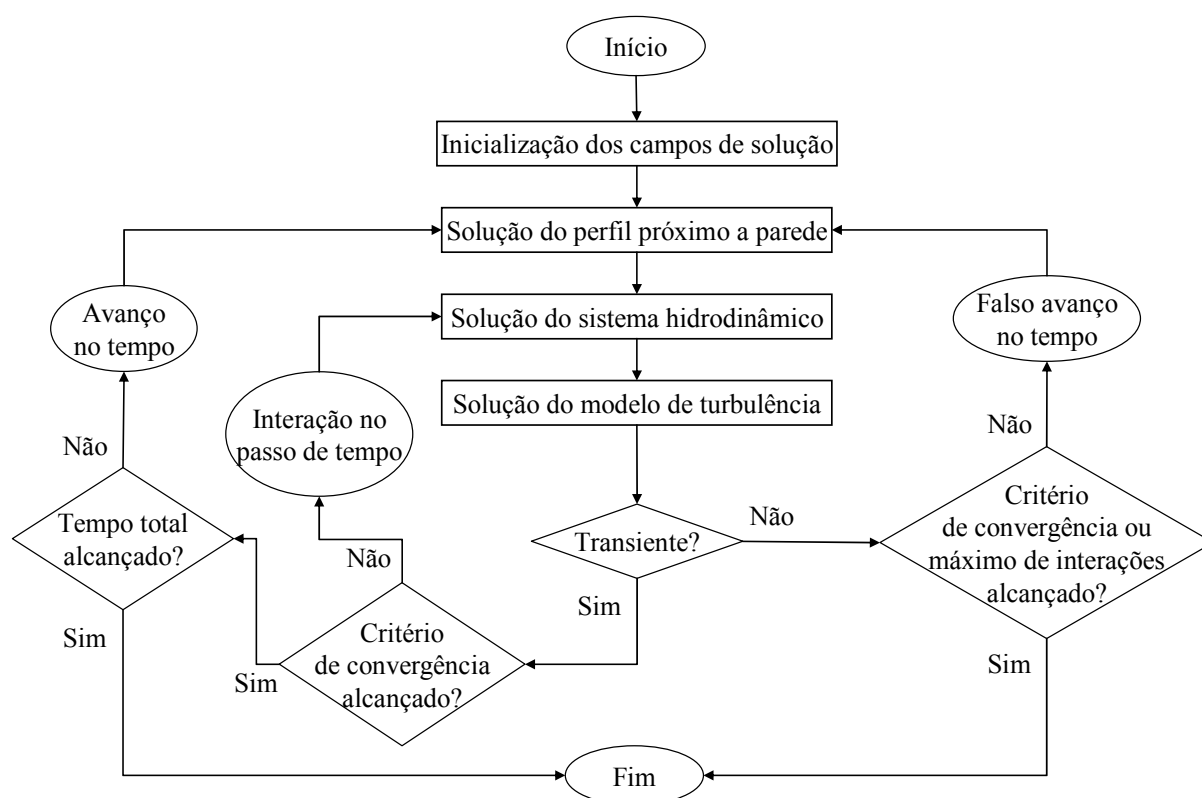 Início
Inicialização dos campos de solução
Solução do perfil próximo a parede
Avanço
no tempo
Solução do sistema hidrodinâmico
Falso avanço
no tempo
Solução do modelo de turbulência
Interação no
passo de tempo
Não
Não
Tempo total
alcançado?
Não
Transiente?
Não
Critério
de convergência ou
máximo de interações
alcançado?
Sim
Sim
Critério
de convergência
alcançado?
Sim
Sim
Fim